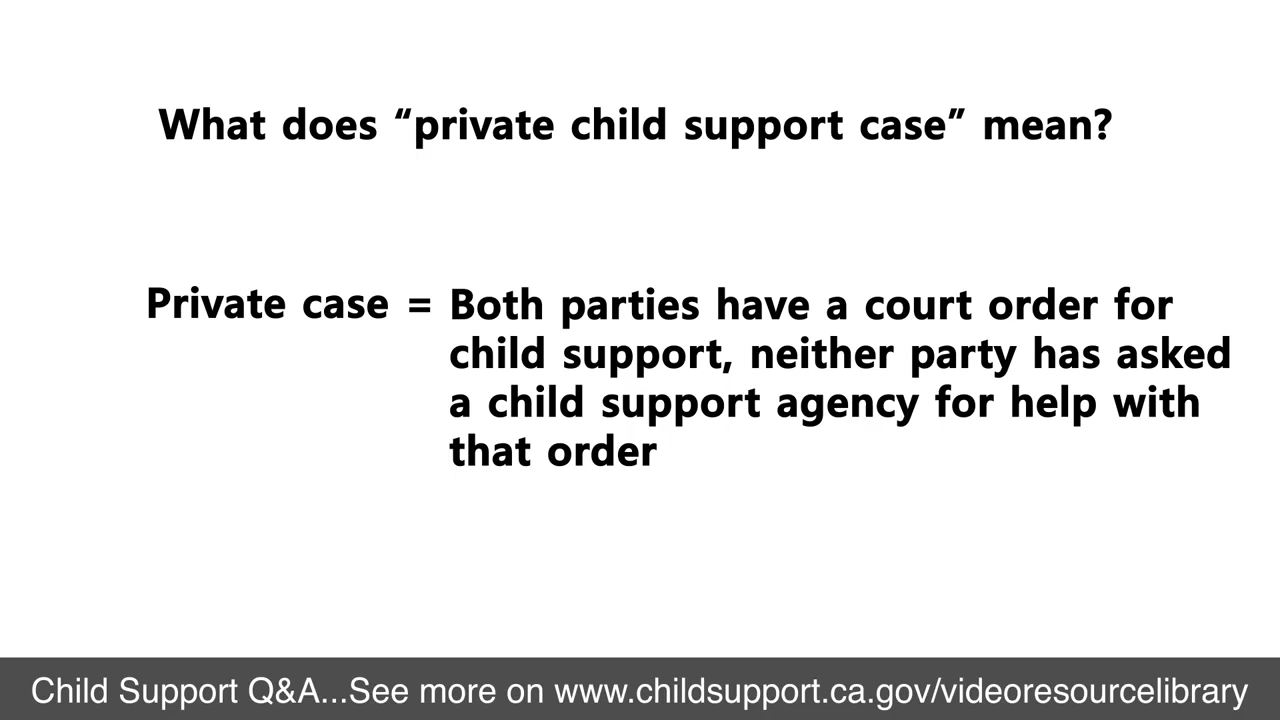 What does “private child support case” mean?
Private case = Both parties have a court order for
child support, neither party has asked
a child support agency for help with
that order
Child Support Q&A...See more on www.childsupport.ca.gov/videoresourcelibrary